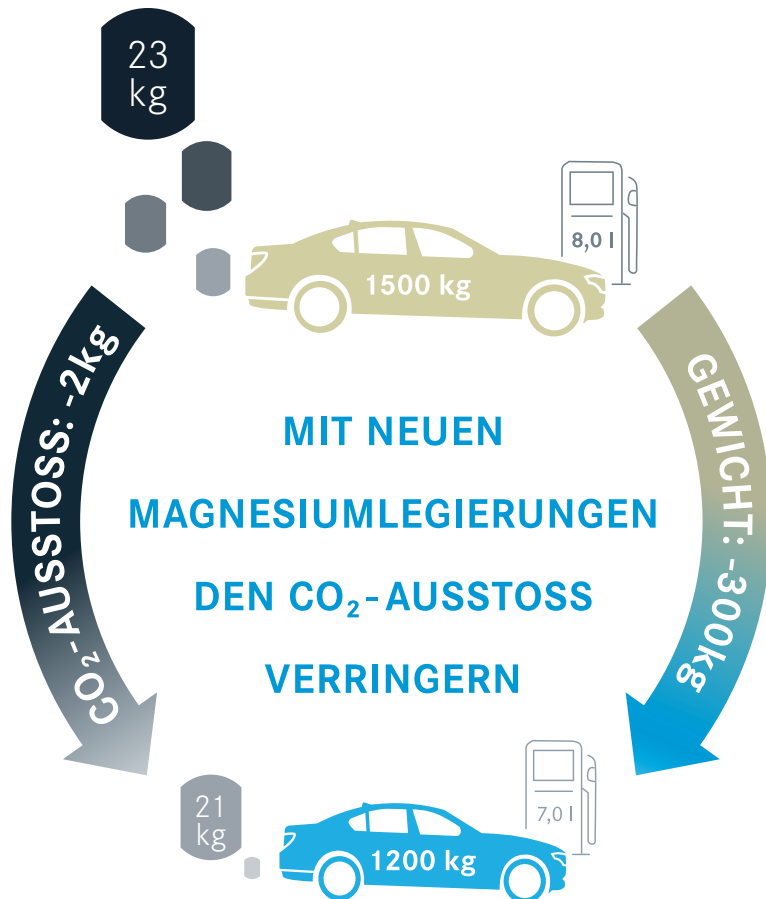 23
kg
8,0 l
1500 kg
CO₂-AUSSTOSS: -2kg
GEWICHT: -300kg
MIT NEUEN
MAGNESIUMLEGIERUNGEN
DEN CO₂-AUSSTOSS
VERRINGERN
21
kg
7,0 l
1200 kg